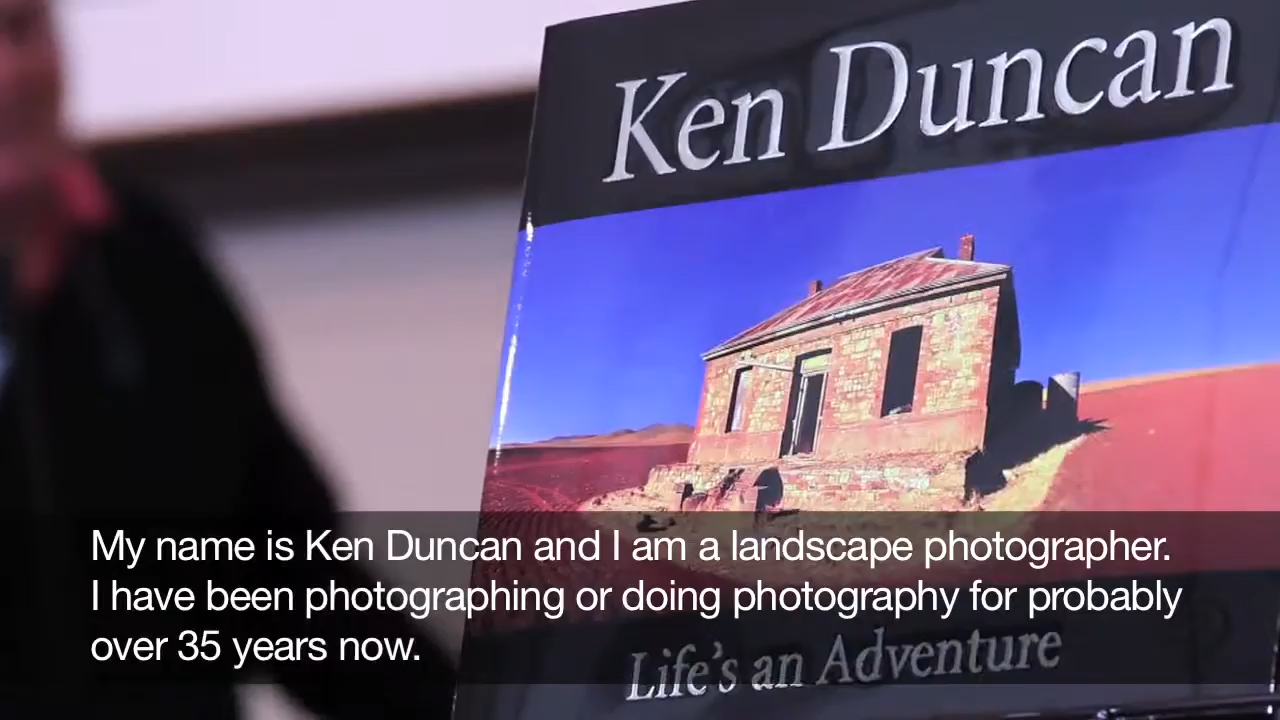 Ken Duncan
My name is Ken Duncan and I am a landscape photographer.
I have been photographing or doing photography for probably
over 35 years now.
Life's an Adventure